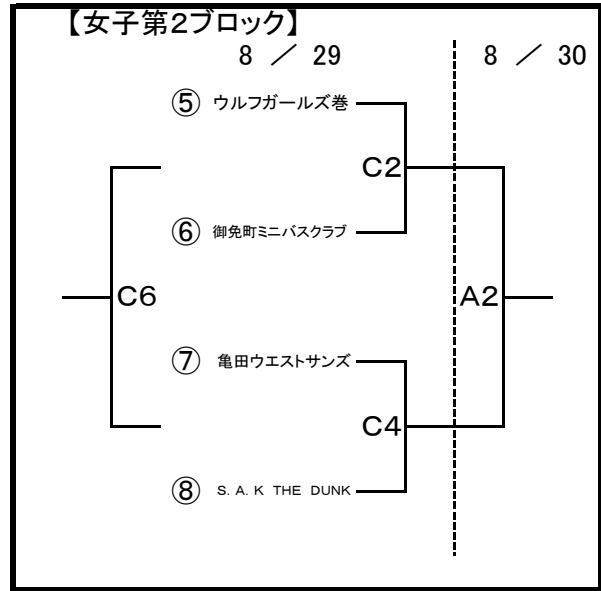 【女子第2ブロック】
8 ／ 29
8 ／ 30
⑤ ウルフガールズ巻
C2
⑥ 御免町ミニバスクラブ
C6
A2
⑦ 亀田ウエストサンズ
C4
⑧ S.A.K THE DUNK